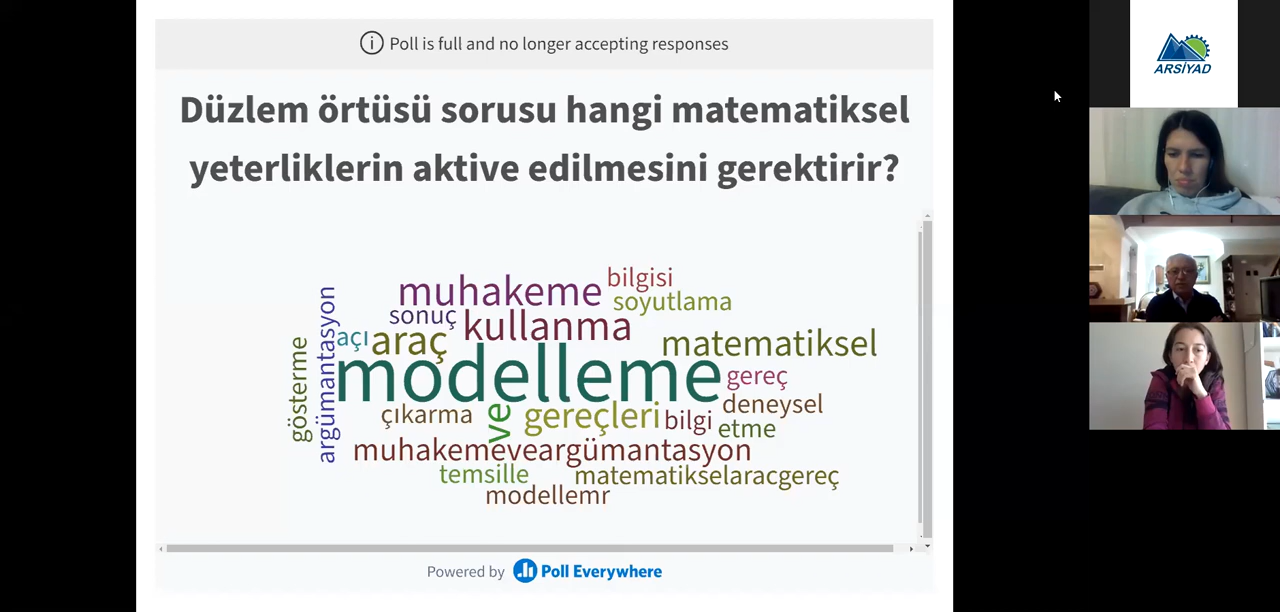 Poll is full and no longer accepting responses
Düzlem örtüsü sorusu hangi matematiksel
yeterliklerin aktive edilmesini gerektirir?
muhakeme
bilgisi
soyutlama
sonuç
kullanma
açı
araç
matematiksel
argümantasyon
gösterme
modelleme
gereç
deneysel
çıkarma
ve
gereçleri
bilgi
etme
muhakemeveargümantasyon
temsille
matematikselaracgereç
modellemr
Powered by Poll Everywhere
ARSİYAD